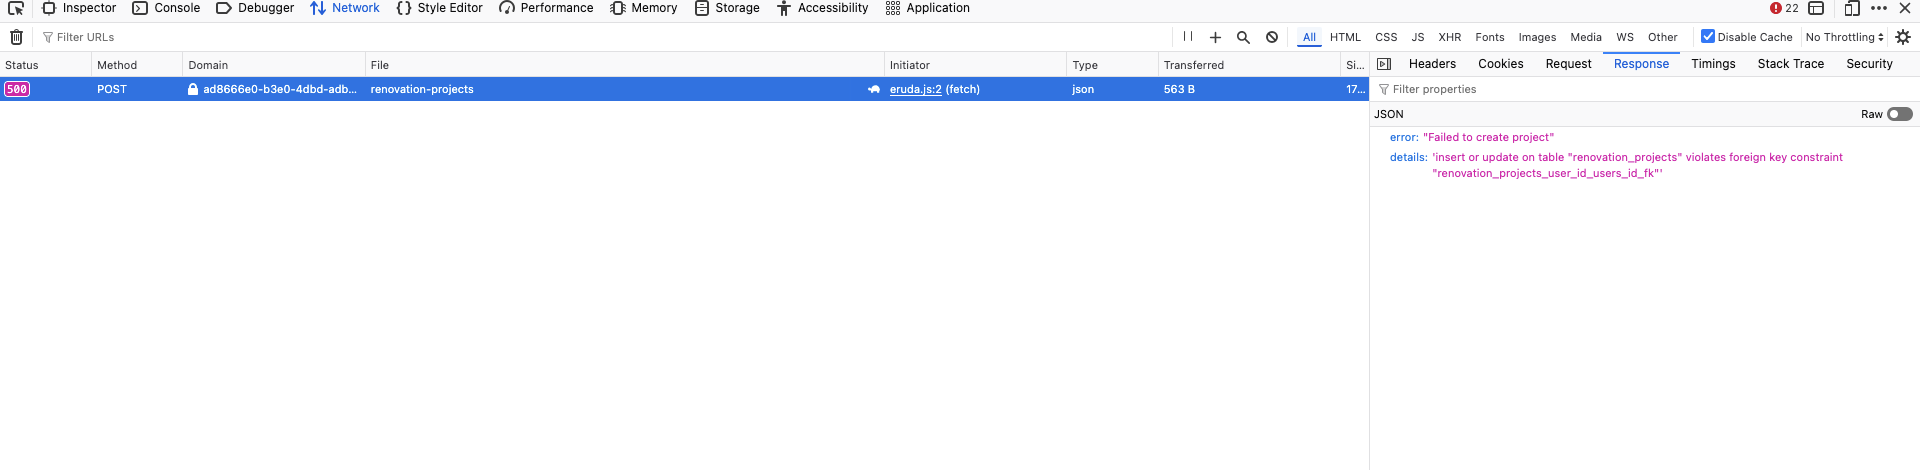 Inspector Console Debugger Network Style Editor Performance Memory Storage Accessibility Application 22
Filter URLs All HTML CSS JS XHR Fonts Images Media WS Other Disable Cache No Throttling
Status Method Domain File Initiator Type Transferred Si... Headers Cookies Request Response Timings Stack Trace Security
500 POST ad8666e0-b3e0-4dbd-adb... renovation-projects eruda.js:2 (fetch) json 563 B 17... Filter properties
JSON Raw
error: "Failed to create project"
details: 'insert or update on table "renovation_projects" violates foreign key constraint
"renovation_projects_user_id_users_id_fk"'